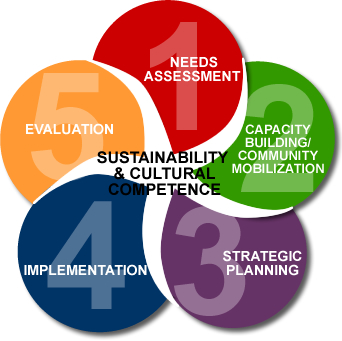 1
NEEDS
ASSESSMENT
2
CAPACITY
BUILDING/
COMMUNITY
MOBILIZATION
3
STRATEGIC
PLANNING
4
IMPLEMENTATION
5
EVALUATION
SUSTAINABILITY
& CULTURAL
COMPETENCE